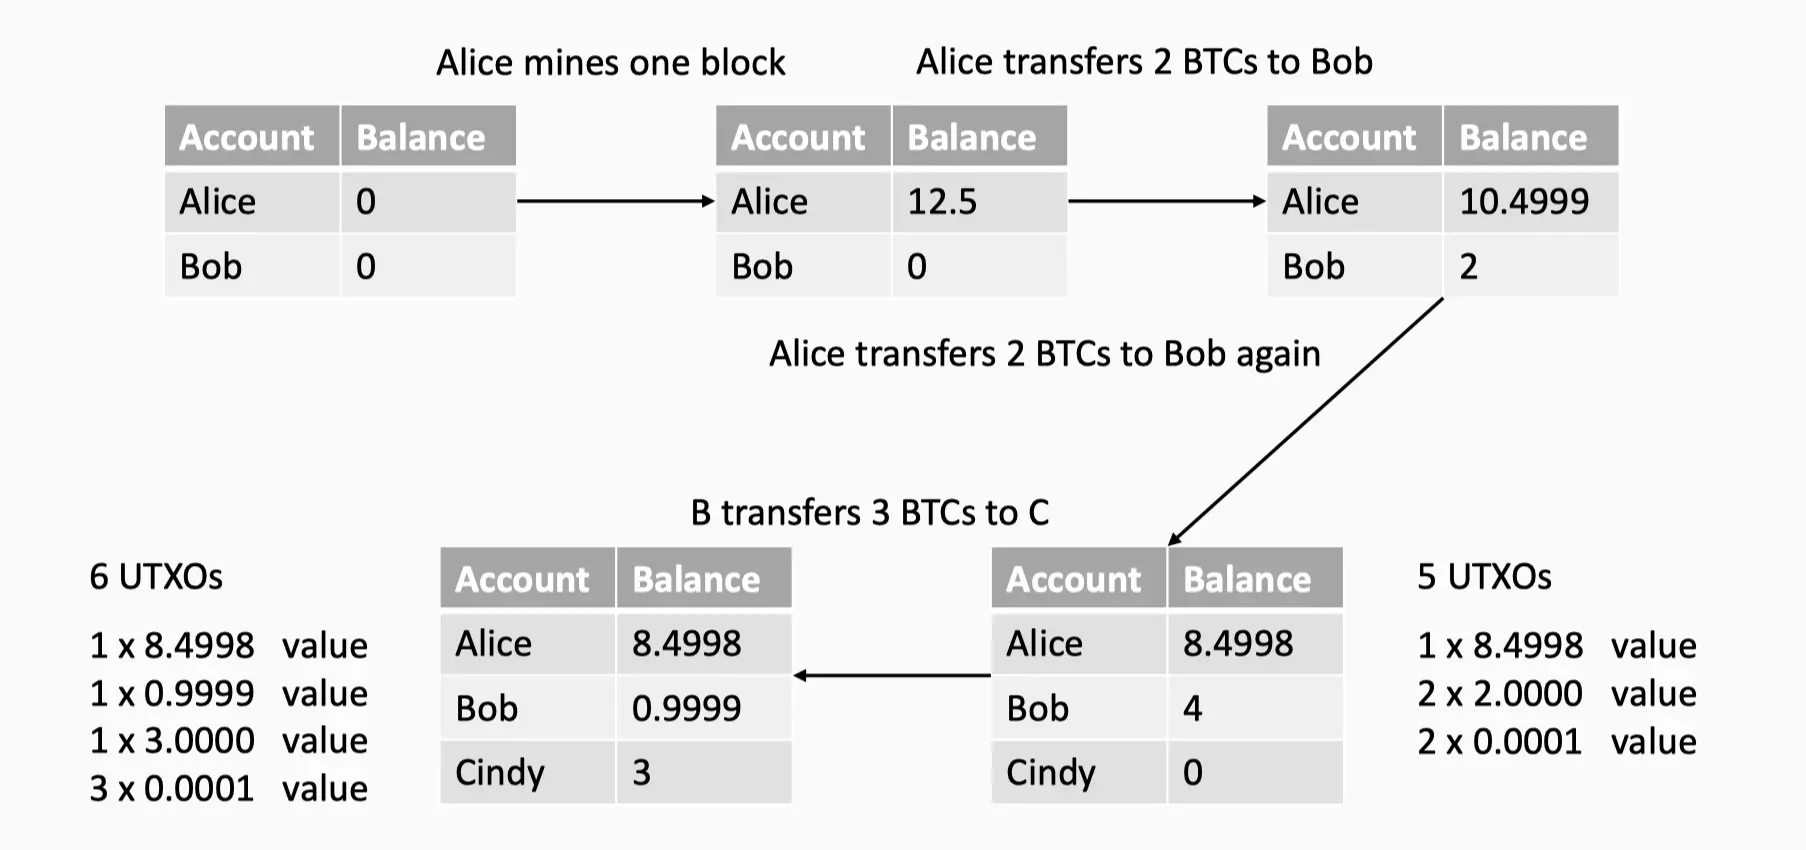 Alice mines one block
Alice transfers 2 BTCs to Bob
Account Balance
Alice 0
Bob 0
Account Balance
Alice 12.5
Bob 0
Account Balance
Alice 10.4999
Bob 2
Alice transfers 2 BTCs to Bob again
B transfers 3 BTCs to C
6 UTXOs
1 x 8.4998 value
1 x 0.9999 value
1 x 3.0000 value
3 x 0.0001 value
Account Balance
Alice 8.4998
Bob 0.9999
Cindy 3
Account Balance
Alice 8.4998
Bob 4
Cindy 0
5 UTXOs
1 x 8.4998 value
2 x 2.0000 value
2 x 0.0001 value